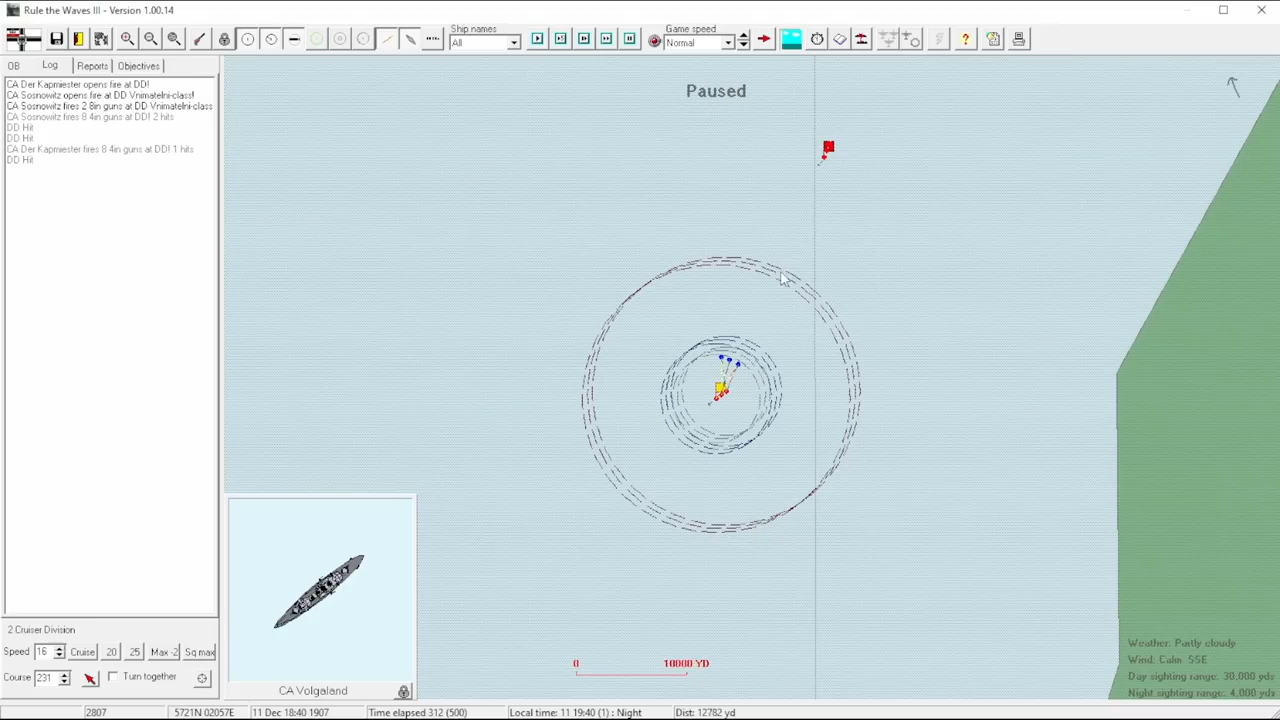 Rule the Waves III - Version 1.00.14
Ship names
All
Game speed
Normal
OB
Log
Reports
Objectives
CA Der Kapmiester opens fire at DD!
CA Sosnowitz opens fire at DD Vnimatelni-class!
CA Sosnowitz fires 2 8in guns at DD Vnimatelni-class
CA Sosnowitz fires 8 4in guns at DD! 2 hits
DD Hit
DD Hit
CA Der Kapmiester fires 8 4in guns at DD! 1 hits
DD Hit
Paused
2 Cruiser Division
Speed 16 Cruise 20 25 Max -2 Sq max
Course 231 Turn together
CA Volgaland
0 10000 YD
Weather: Partly cloudy
Wind: Calm SSE
Day sighting range: 30,000 yds
Night sighting range: 4,000 yds
2807
5721N 02057E
11 Dec 18:40 1907
Time elapsed 312 (500)
Local time: 11 19:40 (1) : Night
Dist: 12782 yd